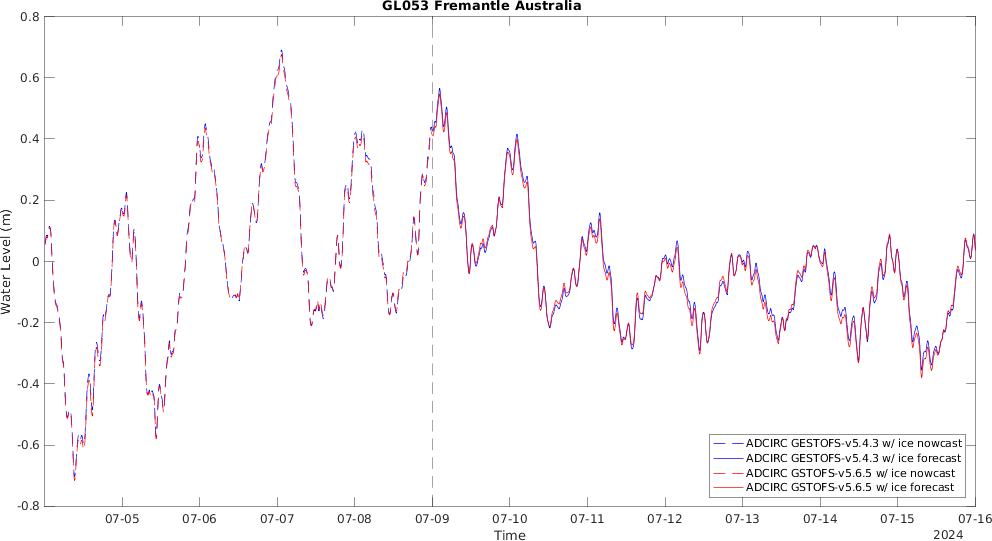 GL053 Fremantle Australia
0.8
0.6
0.4
0.2
0
-0.2
-0.4
-0.6
-0.8
Water Level (m)
07-05 07-06 07-07 07-08 07-09 07-10 07-11 07-12 07-13 07-14 07-15 07-16
Time
2024
ADCIRC GESTOFS-v5.4.3 w/ ice nowcast
ADCIRC GESTOFS-v5.4.3 w/ ice forecast
ADCIRC GSTOFS-v5.6.5 w/ ice nowcast
ADCIRC GSTOFS-v5.6.5 w/ ice forecast